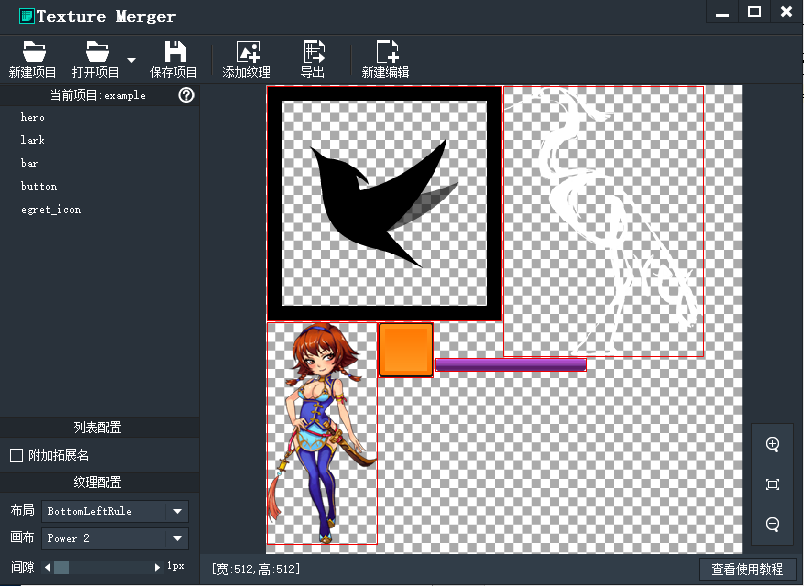 Texture Merger
新建项目 打开项目 保存项目 添加纹理 导出 新建编辑
当前项目:example
hero
lark
bar
button
egret_icon
列表配置
附加拓展名
纹理配置
布局 BottomLeftRule
画布 Power 2
间隙 1px
[宽:512,高:512]
查看使用教程